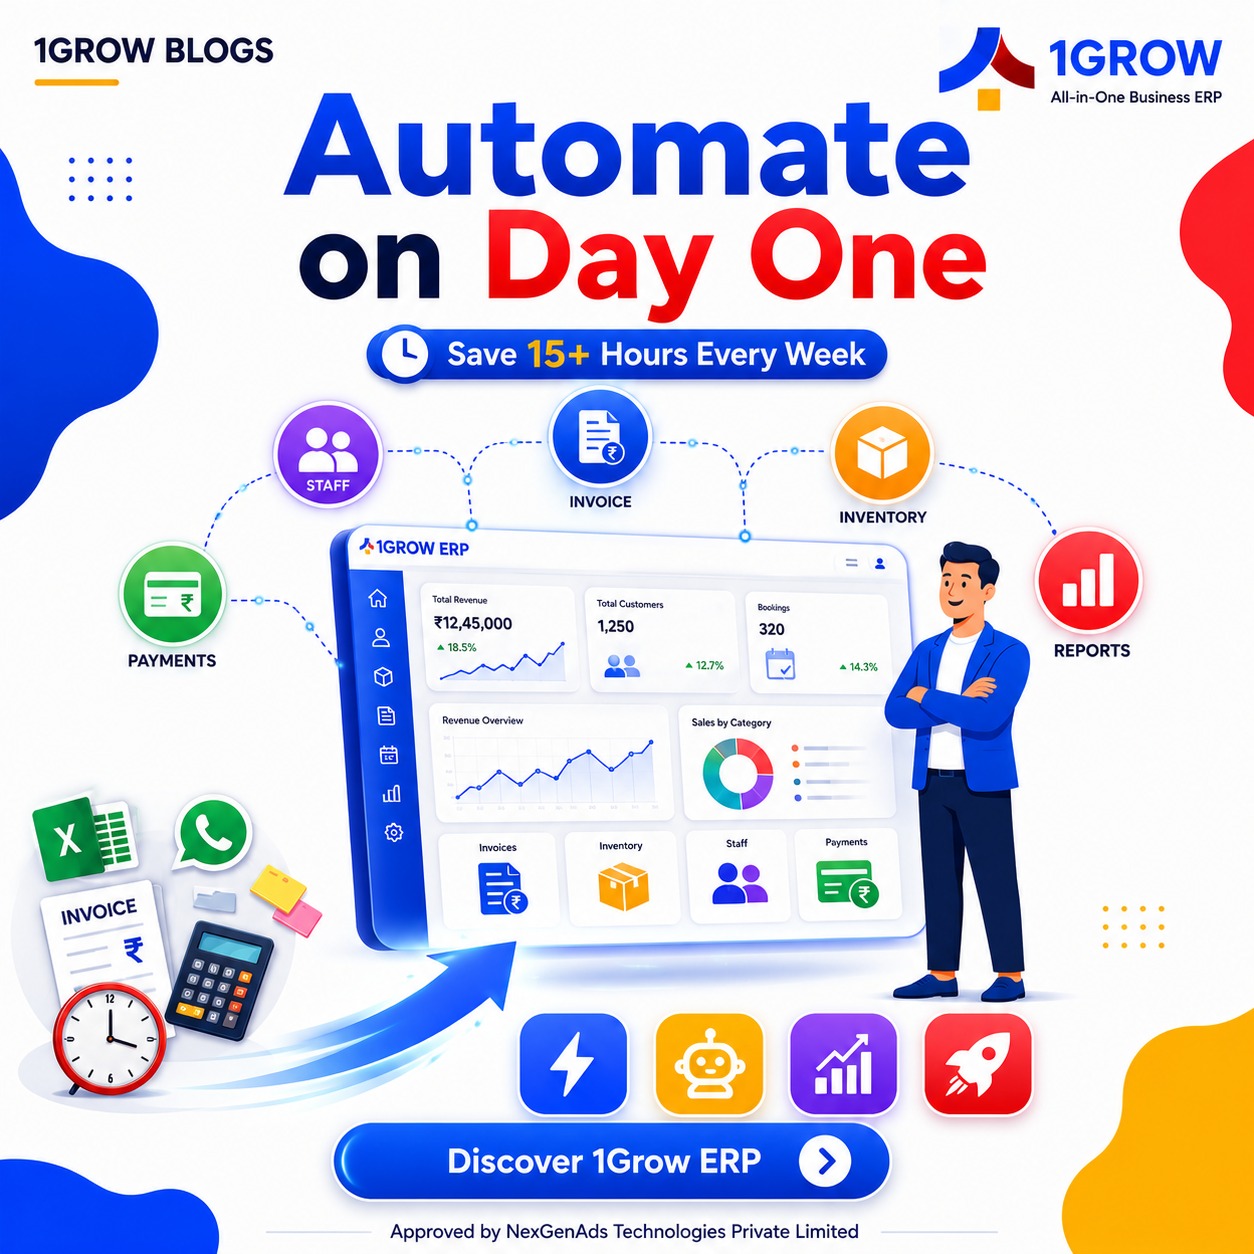 1GROW BLOGS
1GROW
All-in-One Business ERP
Automate
on Day One
Save 15+ Hours Every Week
STAFF
INVOICE
INVENTORY
PAYMENTS
REPORTS
1GROW ERP
Total Revenue
₹12,45,000
18.5%
Total Customers
1,250
12.7%
Bookings
320
14.3%
Revenue Overview
Sales by Category
Invoices
Inventory
Staff
Payments
X
INVOICE
₹
12
6
Discover 1Grow ERP
Approved by NexGenAds Technologies Private Limited